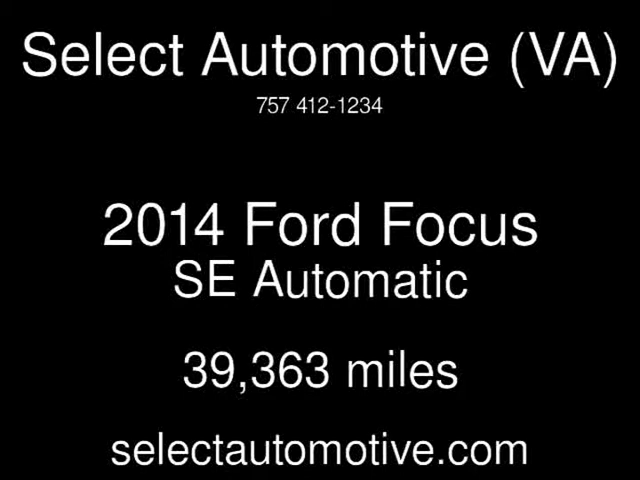 Select Automotive (VA)
757 412-1234
2014 Ford Focus
SE Automatic
39,363 miles
selectautomotive.com